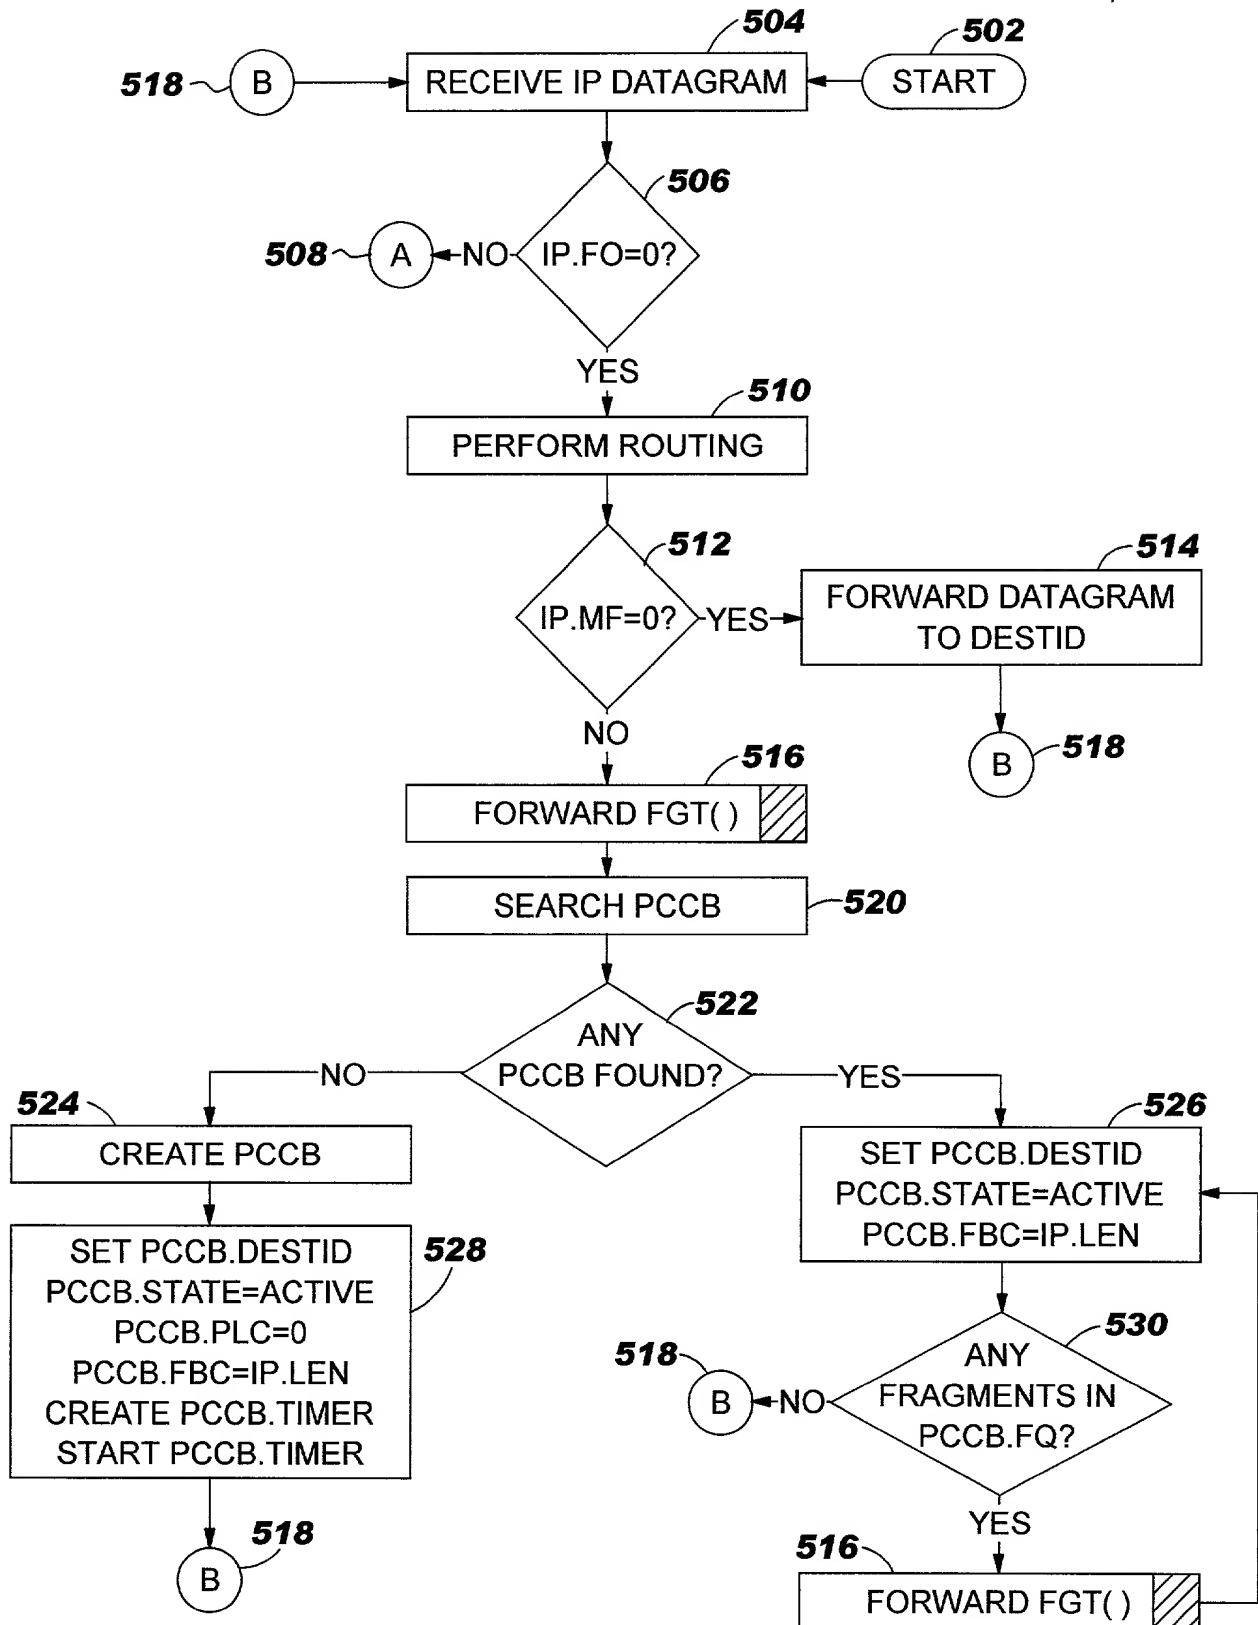 504
502
518
B
RECEIVE IP DATAGRAM
START
506
508
A
NO
IP.FO=0?
YES
510
PERFORM ROUTING
512
514
IP.MF=0?
YES
FORWARD DATAGRAM
TO DESTID
NO
516
B
518
FORWARD FGT( )
SEARCH PCCB
520
522
ANY
PCCB FOUND?
NO
YES
524
CREATE PCCB
526
SET PCCB.DESTID
PCCB.STATE=ACTIVE
PCCB.FBC=IP.LEN
528
SET PCCB.DESTID
PCCB.STATE=ACTIVE
PCCB.PLC=0
PCCB.FBC=IP.LEN
CREATE PCCB.TIMER
START PCCB.TIMER
530
518
B
NO
ANY
FRAGMENTS IN
PCCB.FQ?
YES
518
B
516
FORWARD FGT( )